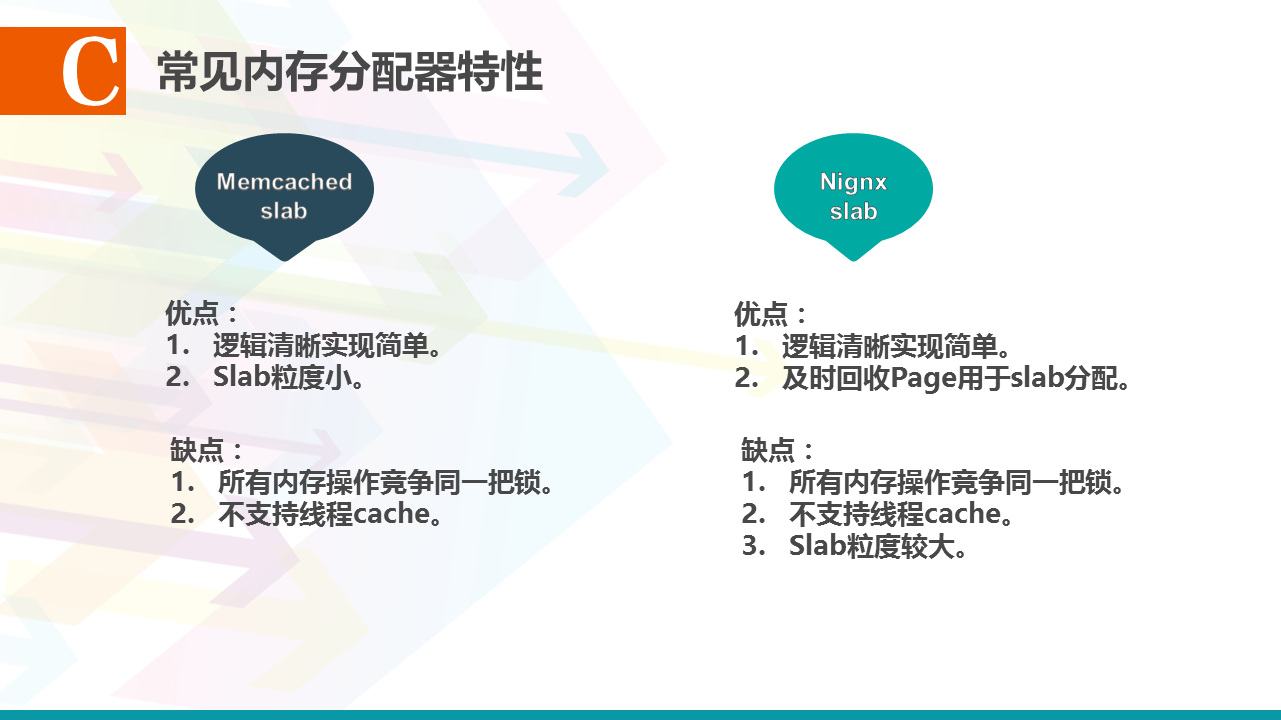 C
常见内存分配器特性
Memcached
slab
优点：
1. 逻辑清晰实现简单。
2. Slab粒度小。
缺点：
1. 所有内存操作竞争同一把锁。
2. 不支持线程cache。
Nignx
slab
优点：
1. 逻辑清晰实现简单。
2. 及时回收Page用于slab分配。
缺点：
1. 所有内存操作竞争同一把锁。
2. 不支持线程cache。
3. Slab粒度较大。